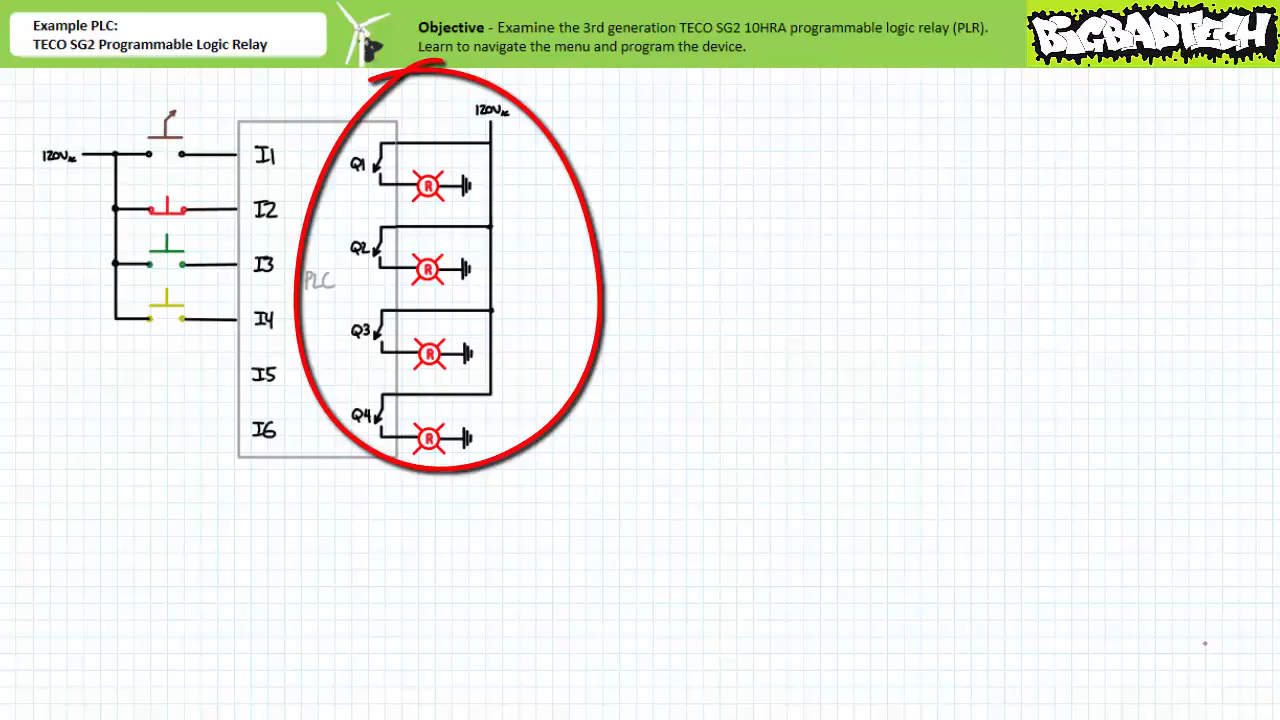 Example PLC:
TECO SG2 Programmable Logic Relay
Objective - Examine the 3rd generation TECO SG2 10HRA programmable logic relay (PLR).
Learn to navigate the menu and program the device.
BIGBADTECH
120Vac
120Vac
I1
I2
I3
I4
I5
I6
PLC
Q1
R
Q2
R
Q3
R
Q4
R